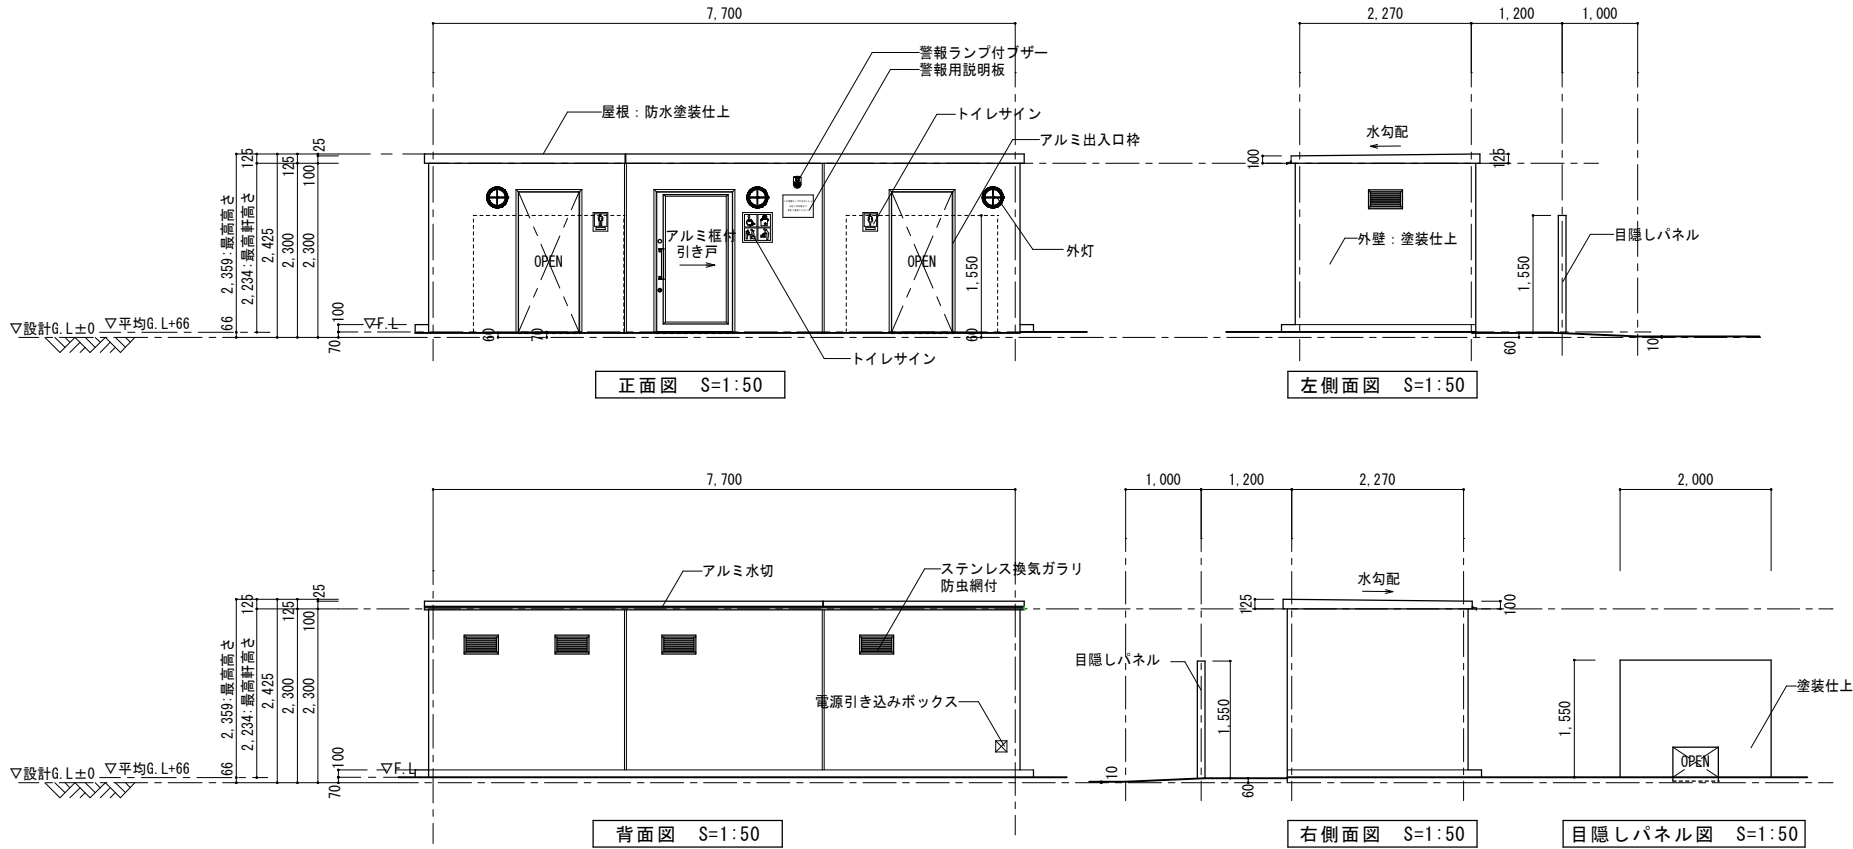 7,700
警報ランプ付ブザー
警報用説明板
屋根：防水塗装仕上
トイレサイン
アルミ出入口枠
25
125
125
100
2,359:最高高さ
2,234:最高軒高さ
2,425
2,300
2,300
66
100
70
▽設計G.L±0
▽平均G.L+66
▽F.L
OPEN
アルミ框付
引き戸
OPEN
1,550
外灯
60
70
60
トイレサイン
正面図 S=1:50
2,270
1,200
1,000
水勾配
100
125
外壁：塗装仕上
目隠しパネル
1,550
60
10
左側面図 S=1:50
7,700
アルミ水切
ステンレス換気ガラリ
防虫網付
25
125
125
100
2,359:最高高さ
2,234:最高軒高さ
2,425
2,300
2,300
66
100
70
▽設計G.L±0
▽平均G.L+66
▽F.L
電源引き込みボックス
背面図 S=1:50
1,000
1,200
2,270
水勾配
125
100
目隠しパネル
1,550
10
60
右側面図 S=1:50
2,000
1,550
塗装仕上
OPEN
目隠しパネル図 S=1:50